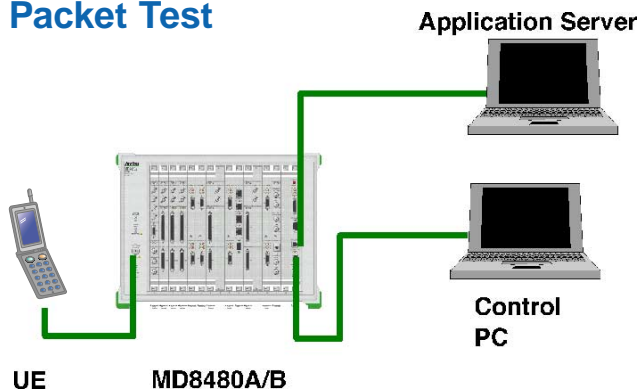 Packet Test
Application Server
Control
PC
UE
MD8480A/B